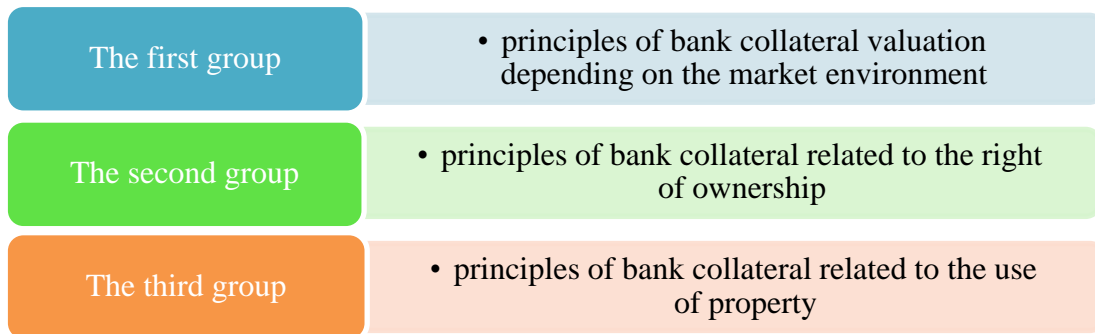 The first group
• principles of bank collateral valuation
depending on the market environment
The second group
• principles of bank collateral related to the right
of ownership
The third group
• principles of bank collateral related to the use
of property